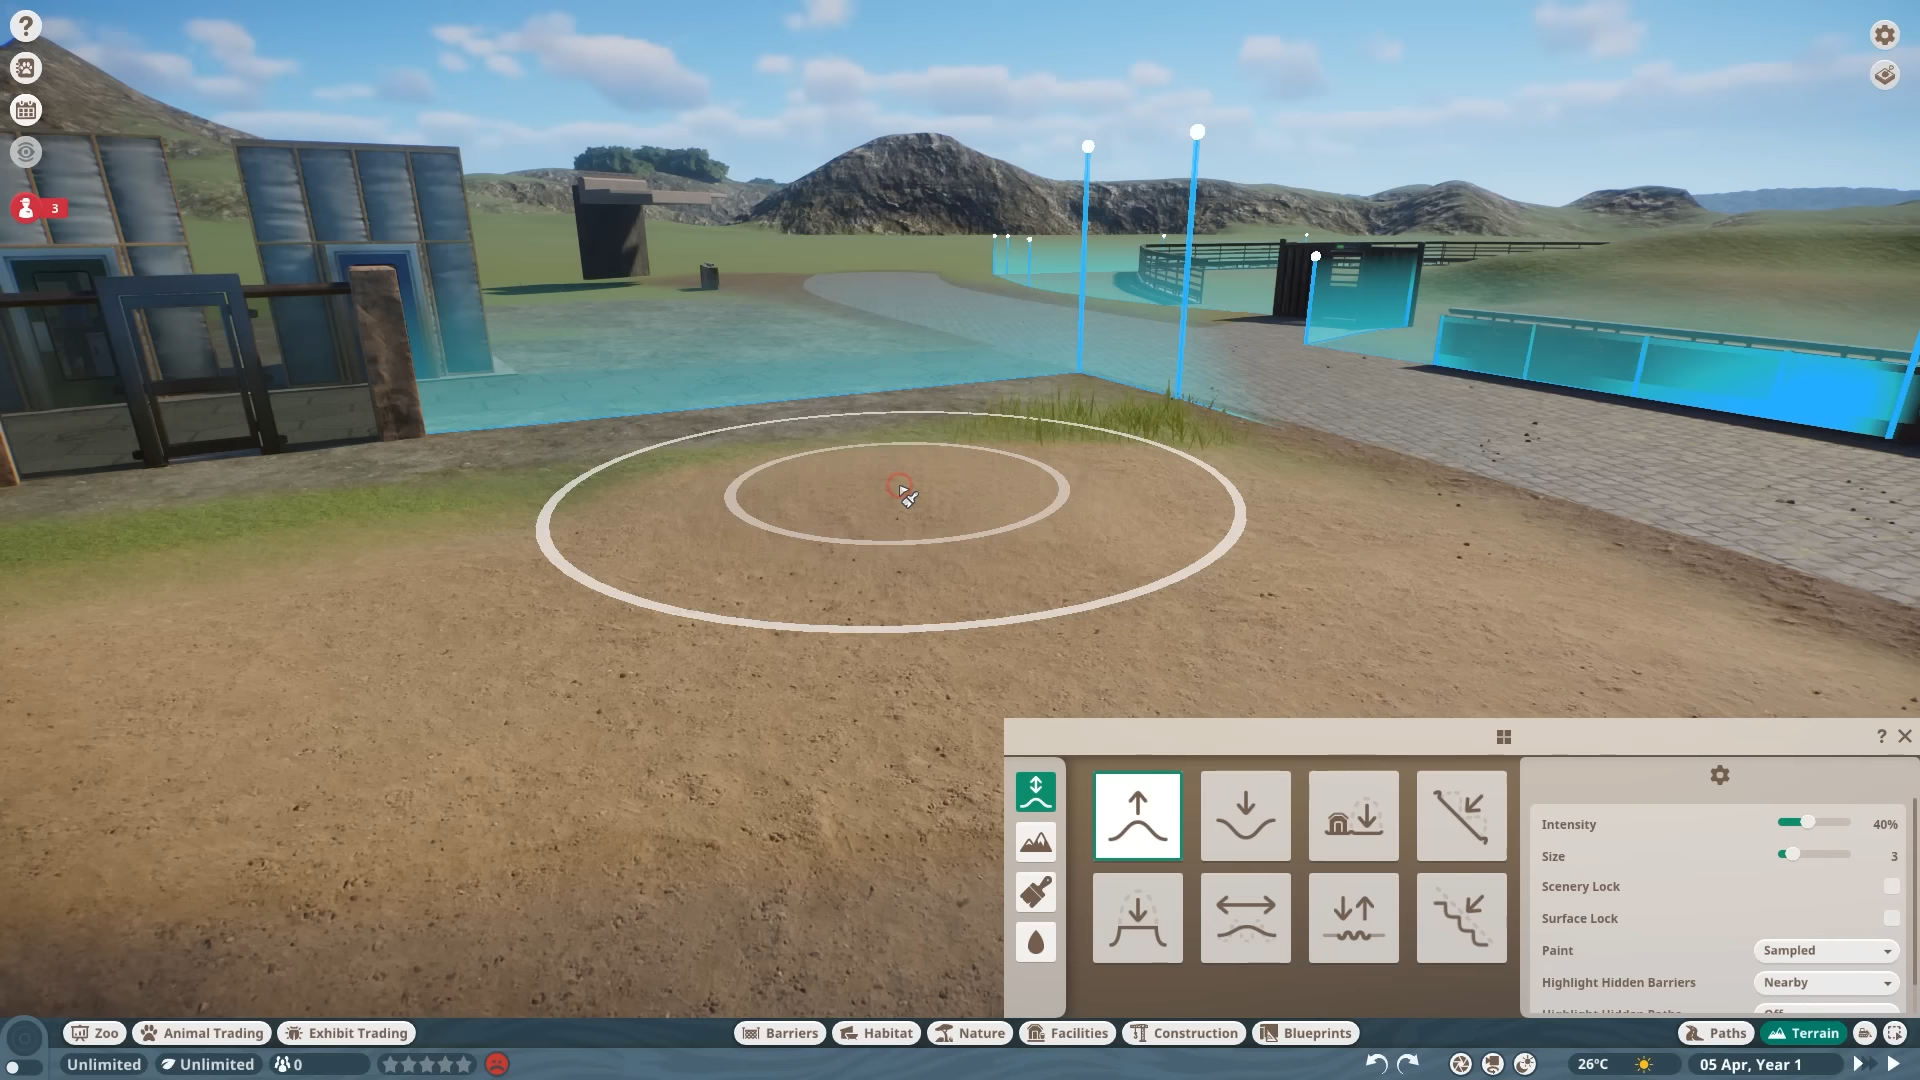 ?
3
?
Intensity 40%
Size 3
Scenery Lock
Surface Lock
Paint Sampled
Highlight Hidden Barriers Nearby
Zoo Animal Trading Exhibit Trading Barriers Habitat Nature Facilities Construction Blueprints Paths Terrain
Unlimited Unlimited 0 26°C 05 Apr, Year 1